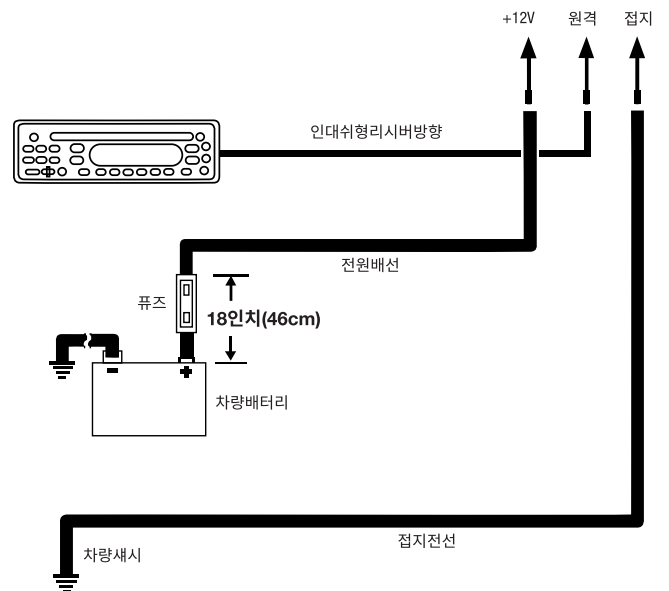 +12V 원격 접지
인대쉬형리시버방향
전원배선
퓨즈
18인치(46cm)
차량배터리
접지전선
차량섀시